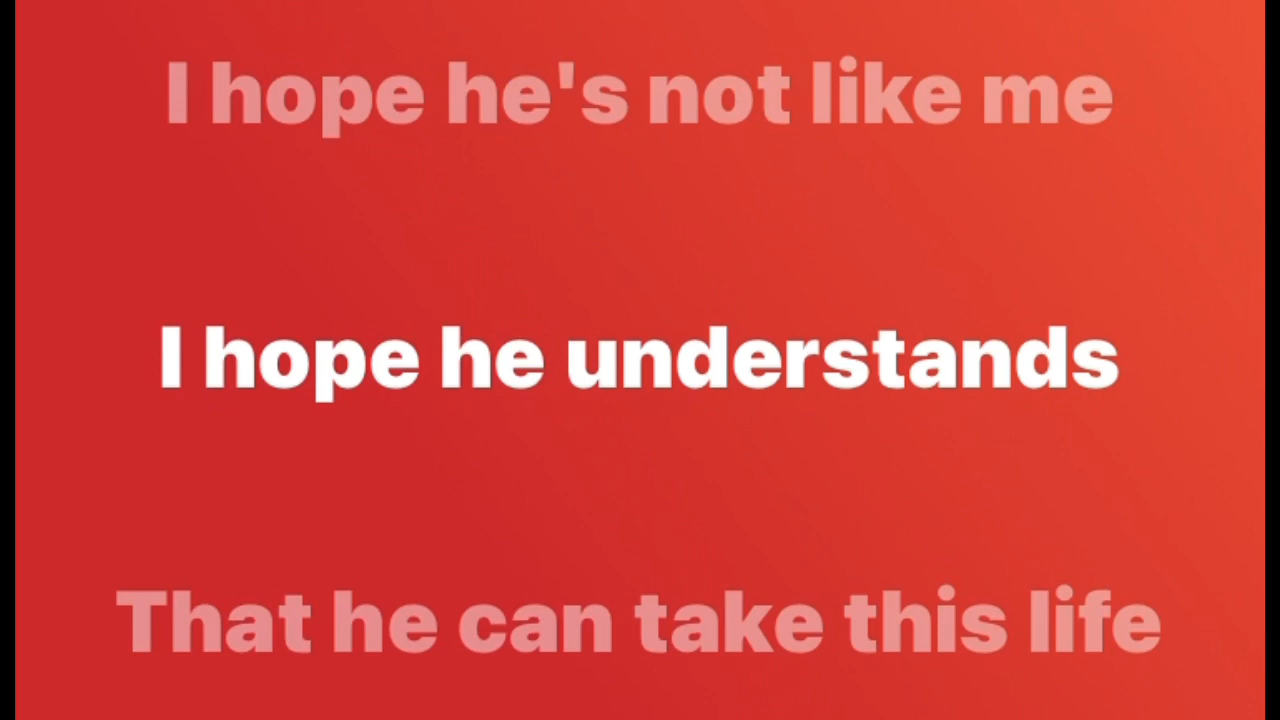 I hope he's not like me
I hope he understands
That he can take this life